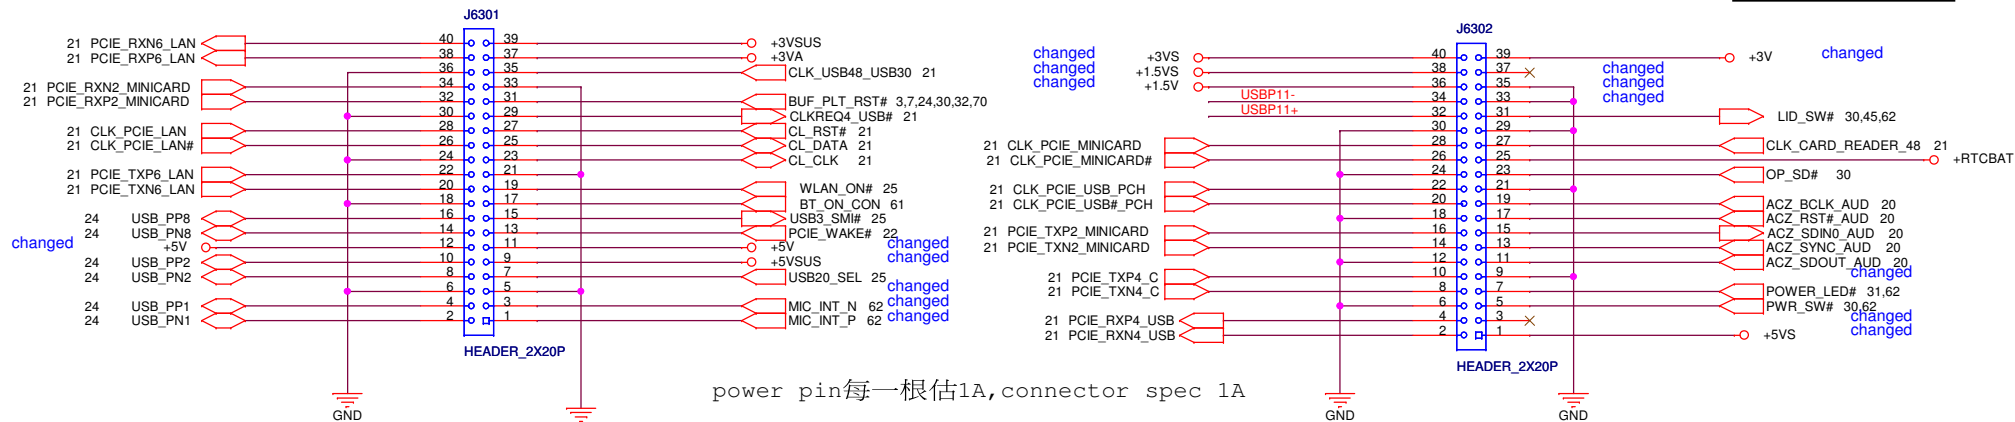 J6301
21 PCIE_RXN6_LAN 40 39 +3VSUS
21 PCIE_RXP6_LAN 38 37 +3VA
36 35 CLK_USB48_USB30 21
21 PCIE_RXN2_MINICARD 34 33
21 PCIE_RXP2_MINICARD 32 31 BUF_PLT_RST# 3,7,24,30,32,70
30 29 CLKREQ4_USB# 21
21 CLK_PCIE_LAN 28 27 CL_RST# 21
21 CLK_PCIE_LAN# 26 25 CL_DATA 21
24 23 CL_CLK 21
21 PCIE_TXP6_LAN 22 21
21 PCIE_TXN6_LAN 20 19 WLAN_ON# 25
18 17 BT_ON_CON 61
24 USB_PP8 16 15 USB3_SMI# 25
24 USB_PN8 14 13 PCIE_WAKE# 22
changed +5V 12 11 +5V changed
24 USB_PP2 10 9 +5VSUS changed
24 USB_PN2 8 7 USB20_SEL 25
6 5 changed
24 USB_PP1 4 3 MIC_INT_N 62 changed
24 USB_PN1 2 1 MIC_INT_P 62 changed
HEADER_2X20P
GND
J6302
changed +3VS 40 39 +3V changed
changed +1.5VS 38 37 changed
changed +1.5V 36 35 changed
USBP11- 34 33 changed
USBP11+ 32 31 LID_SW# 30,45,62
30 29
21 CLK_PCIE_MINICARD 28 27 CLK_CARD_READER_48 21
21 CLK_PCIE_MINICARD# 26 25 +RTCBAT
24 23 OP_SD# 30
21 CLK_PCIE_USB_PCH 22 21
21 CLK_PCIE_USB#_PCH 20 19 ACZ_BCLK_AUD 20
18 17 ACZ_RST#_AUD 20
21 PCIE_TXP2_MINICARD 16 15 ACZ_SDIN0_AUD 20
21 PCIE_TXN2_MINICARD 14 13 ACZ_SYNC_AUD 20
12 11 ACZ_SDOUT_AUD 20
21 PCIE_TXP4_C 10 9 changed
21 PCIE_TXN4_C 8 7 POWER_LED# 31,62
6 5 PWR_SW# 30,62
21 PCIE_RXP4_USB 4 3 changed
21 PCIE_RXN4_USB 2 1 +5VS changed
HEADER_2X20P
GND
GND
power pin每一根估1A,connector spec 1A